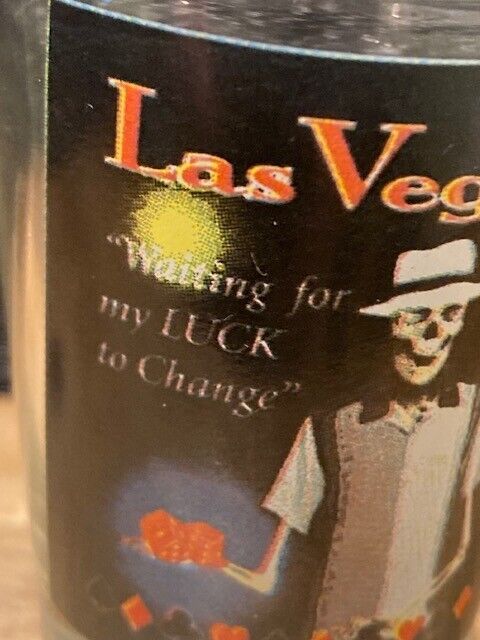 Las Veg
"Waiting for
my LUCK
to Change"